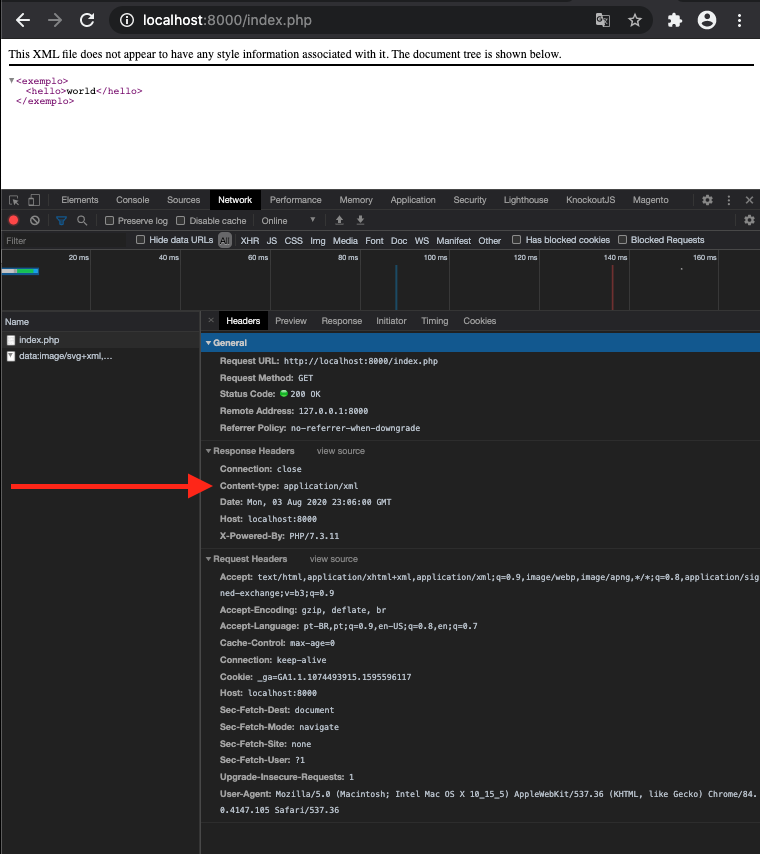 localhost:8000/index.php
This XML file does not appear to have any style information associated with it. The document tree is shown below.
▼<exemplo>
<hello>world</hello>
</exemplo>
Elements Console Sources Network Performance Memory Application Security Lighthouse KnockoutJS Magento
Preserve log Disable cache Online
Filter Hide data URLs All XHR JS CSS Img Media Font Doc WS Manifest Other Has blocked cookies Blocked Requests
20 ms 40 ms 60 ms 80 ms 100 ms 120 ms 140 ms 160 ms
Name
index.php
data:image/svg+xml,...
× Headers Preview Response Initiator Timing Cookies
▼ General
Request URL: http://localhost:8000/index.php
Request Method: GET
Status Code: 200 OK
Remote Address: 127.0.0.1:8000
Referrer Policy: no-referrer-when-downgrade
▼ Response Headers view source
Connection: close
Content-type: application/xml
Date: Mon, 03 Aug 2020 23:06:00 GMT
Host: localhost:8000
X-Powered-By: PHP/7.3.11
▼ Request Headers view source
Accept: text/html,application/xhtml+xml,application/xml;q=0.9,image/webp,image/apng,*/*;q=0.8,application/sig
ned-exchange;v=b3;q=0.9
Accept-Encoding: gzip, deflate, br
Accept-Language: pt-BR,pt;q=0.9,en-US;q=0.8,en;q=0.7
Cache-Control: max-age=0
Connection: keep-alive
Cookie: _ga=GA1.1.1074493915.1595596117
Host: localhost:8000
Sec-Fetch-Dest: document
Sec-Fetch-Mode: navigate
Sec-Fetch-Site: none
Sec-Fetch-User: ?1
Upgrade-Insecure-Requests: 1
User-Agent: Mozilla/5.0 (Macintosh; Intel Mac OS X 10_15_5) AppleWebKit/537.36 (KHTML, like Gecko) Chrome/84.
0.4147.105 Safari/537.36